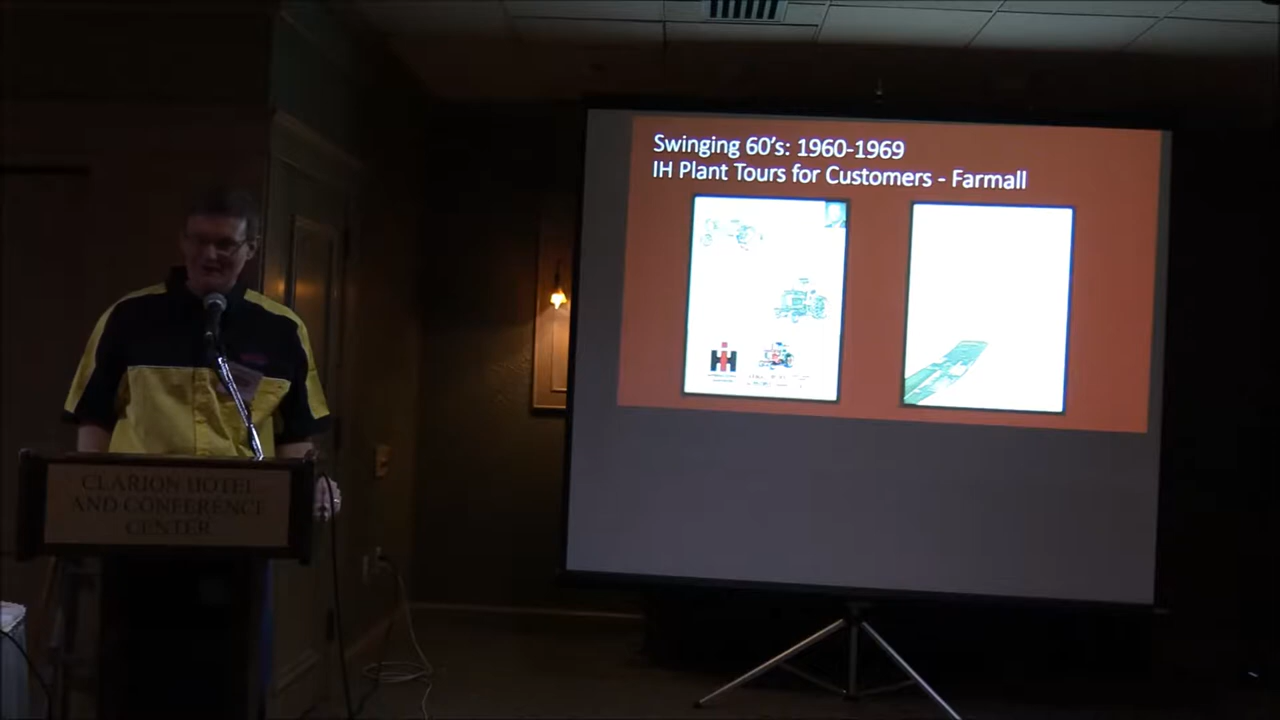 Swinging 60's: 1960-1969
IH Plant Tours for Customers - Farmall
IH
CLARION HOTEL
AND CONFERENCE
CENTER